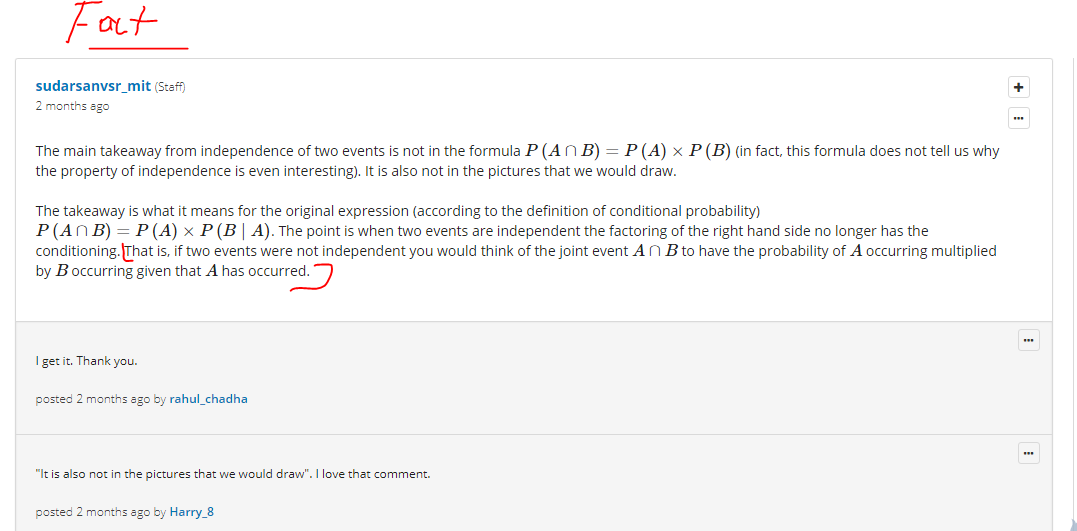 Fact
sudarsanvsr_mit (Staff)
2 months ago
The main takeaway from independence of two events is not in the formula P (A ∩ B) = P (A) × P (B) (in fact, this formula does not tell us why
the property of independence is even interesting). It is also not in the pictures that we would draw.
The takeaway is what it means for the original expression (according to the definition of conditional probability)
P (A ∩ B) = P (A) × P (B | A). The point is when two events are independent the factoring of the right hand side no longer has the
conditioning. That is, if two events were not independent you would think of the joint event A ∩ B to have the probability of A occurring multiplied
by B occurring given that A has occurred.
I get it. Thank you.
posted 2 months ago by rahul_chadha
"It is also not in the pictures that we would draw". I love that comment.
posted 2 months ago by Harry_8